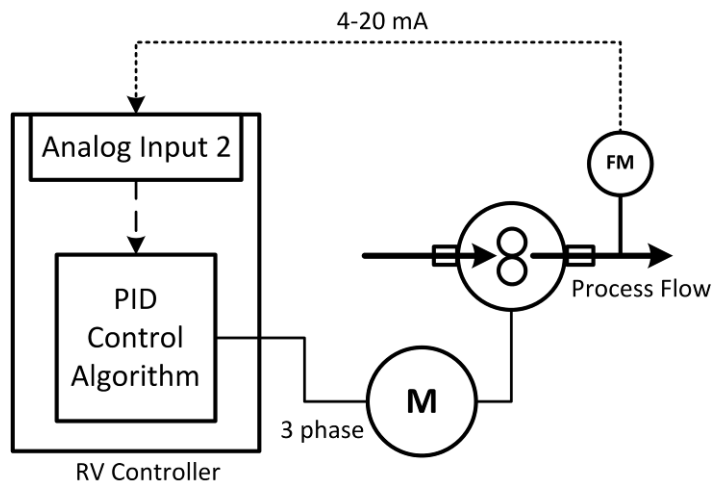 4-20 mA
Analog Input 2
FM
PID
Control
Algorithm
Process Flow
M
3 phase
RV Controller